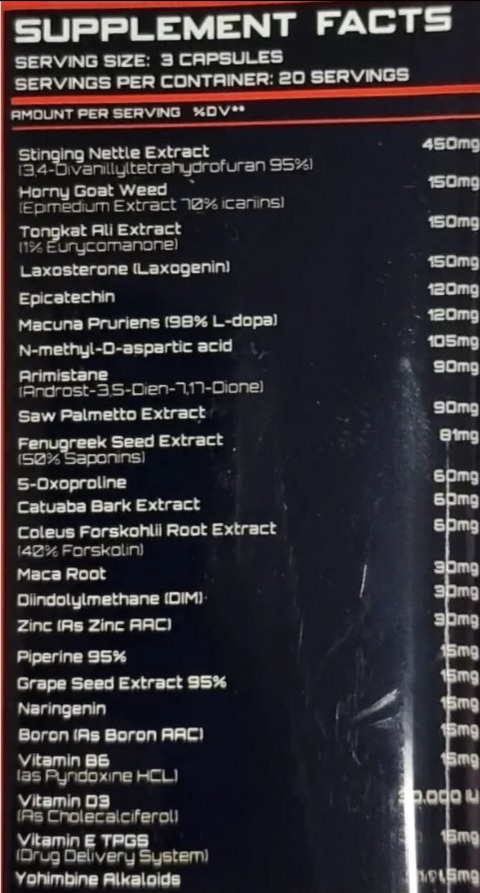 SUPPLEMENT FACTS
SERVING SIZE: 3 CAPSULES
SERVINGS PER CONTAINER: 20 SERVINGS
AMOUNT PER SERVING %DV**
Stinging Nettle Extract 450mg
(3,4-Divanillyltetrahydrofuran 95%)
Horny Goat Weed 150mg
(Epimedium Extract 70% icariins)
Tongkat Ali Extract 150mg
(1% Eurycomanone)
Laxosterone (Laxogenin) 150mg
Epicatechin 120mg
Macuna Pruriens (98% L-dopa) 120mg
N-methyl-D-aspartic acid 105mg
Arimistane 90mg
(Androst-3,5-Dien-7,17-Dione)
Saw Palmetto Extract 90mg
Fenugreek Seed Extract 81mg
(50% Saponins)
5-Oxoproline 60mg
Catuaba Bark Extract 60mg
Coleus Forskohlii Root Extract 60mg
(40% Forskolin)
Maca Root 30mg
Diindolylmethane (DIM) 30mg
Zinc (As Zinc AAC) 30mg
Piperine 95% 15mg
Grape Seed Extract 95% 15mg
Naringenin 15mg
Boron (As Boron AAC) 15mg
Vitamin B6 15mg
(as Pyridoxine HCL)
Vitamin D3 IU
(As Cholecalciferol)
Vitamin E TPGS 15mg
(Drug Delivery System)
Yohimbine Alkaloids